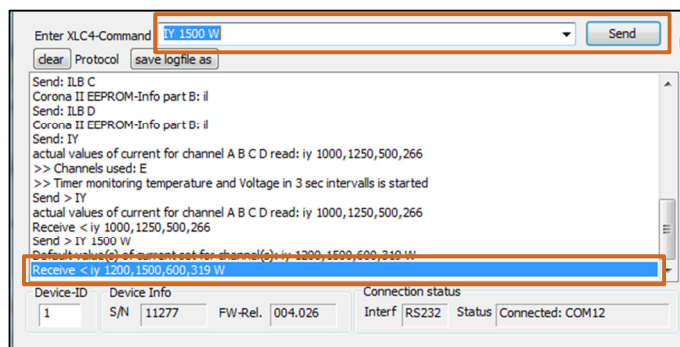 Enter XLC4-Command IY 1500 W Send
clear Protocol save logfile as
Send: ILB C
Corona II EEPROM-Info part B: il
Send: ILB D
Corona II EEPROM-Info part B: il
Send: IY
actual values of current for channel A B C D read: iy 1000,1250,500,266
>> Channels used: E
>> Timer monitoring temperature and Voltage in 3 sec intervalls is started
Send > IY
actual values of current for channel A B C D read: iy 1000,1250,500,266
Receive < iy 1000,1250,500,266
Send > IY 1500 W
Default value(s) of current set for channel(s): iy 1200,1500,600,319 W
Receive < iy 1200,1500,600,319 W
Device-ID Device Info Connection status
1 S/N 11277 FW-Rel. 004.026 Interf RS232 Status Connected: COM12